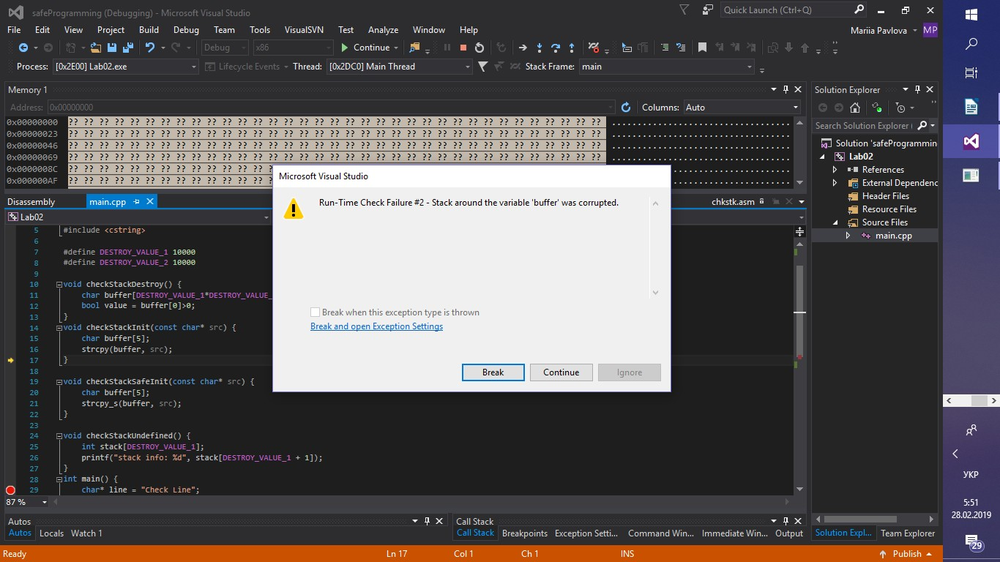 safeProgramming (Debugging) - Microsoft Visual Studio
Quick Launch (Ctrl+Q)
File Edit View Project Build Debug Team Tools VisualSVN Test Analyze Window Help
Mariia Pavlova MP
Debug x86 Continue
Process: [0x2E00] Lab02.exe Lifecycle Events Thread: [0x2DC0] Main Thread Stack Frame: main
Memory 1
Address: 0x00000000 Columns: Auto
0x00000000 ?? ?? ?? ?? ?? ?? ?? ?? ?? ?? ?? ?? ?? ?? ?? ?? ?? ?? ?? ?? ?? ?? ?? ?? ?? ?? ?? ?? ?? ?? ?? ?? ?? ?? ?? ...................................
0x00000023 ?? ?? ?? ?? ?? ?? ?? ?? ?? ?? ?? ?? ?? ?? ?? ?? ?? ?? ?? ?? ?? ?? ?? ?? ?? ?? ?? ?? ?? ?? ?? ?? ?? ?? ?? ...................................
0x00000046 ?? ?? ?? ?? ?? ?? ?? ?? ?? ?? ?? ?? ?? ?? ?? ?? ?? ?? ?? ?? ?? ?? ?? ?? ?? ?? ?? ?? ?? ?? ?? ?? ?? ?? ?? ...................................
0x00000069 ?? ?? ?? ?? ?? ?? ?? ?? ?? ?? ?? ?? ?? ?? ?? ?? ?? ?? ?? ?? ?? ?? ?? ?? ?? ?? ?? ?? ?? ?? ?? ?? ?? ?? ?? ...................................
0x0000008C ?? ?? ?? ?? ?? ?? ?? ?? ?? ?? ?? ?? ??
0x000000AF ?? ?? ?? ?? ?? ?? ?? ?? ?? ?? ?? ?? ??
Microsoft Visual Studio
Run-Time Check Failure #2 - Stack around the variable 'buffer' was corrupted.
Break when this exception type is thrown
Break and open Exception Settings
Break Continue Ignore
Disassembly main.cpp chkstk.asm
Lab02
5 #include <cstring>
6
7 #define DESTROY_VALUE_1 10000
8 #define DESTROY_VALUE_2 10000
9
10 void checkStackDestroy() {
11 char buffer[DESTROY_VALUE_1*DESTROY_VALUE_
12 bool value = buffer[0]>0;
13 }
14 void checkStackInit(const char* src) {
15 char buffer[5];
16 strcpy(buffer, src);
17 }
18
19 void checkStackSafeInit(const char* src) {
20 char buffer[5];
21 strcpy_s(buffer, src);
22 }
23
24 void checkStackUndefined() {
25 int stack[DESTROY_VALUE_1];
26 printf("stack info: %d", stack[DESTROY_VALUE_1 + 1]);
27 }
28 int main() {
29 char* line = "Check Line";
87 %
Autos
Autos Locals Watch 1
Call Stack
Call Stack Breakpoints Exception Setti... Command Win... Immediate Win... Output
Solution Explorer
Search Solution Explorer (
Solution 'safeProgrammin
Lab02
References
External Dependenc
Header Files
Resource Files
Source Files
main.cpp
Solution Expl... Team Explorer
Ready Ln 17 Col 1 Ch 1 INS Publish
УКР
5:51
28.02.2019
29